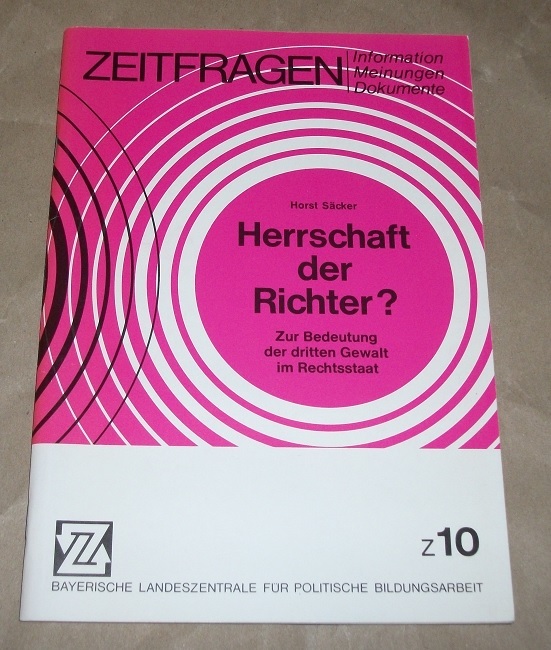 ZEITFRAGEN
Information
Meinungen
Dokumente
Horst Säcker
Herrschaft
der
Richter?
Zur Bedeutung
der dritten Gewalt
im Rechtsstaat
Z
z10
BAYERISCHE LANDESZENTRALE FÜR POLITISCHE BILDUNGSARBEIT